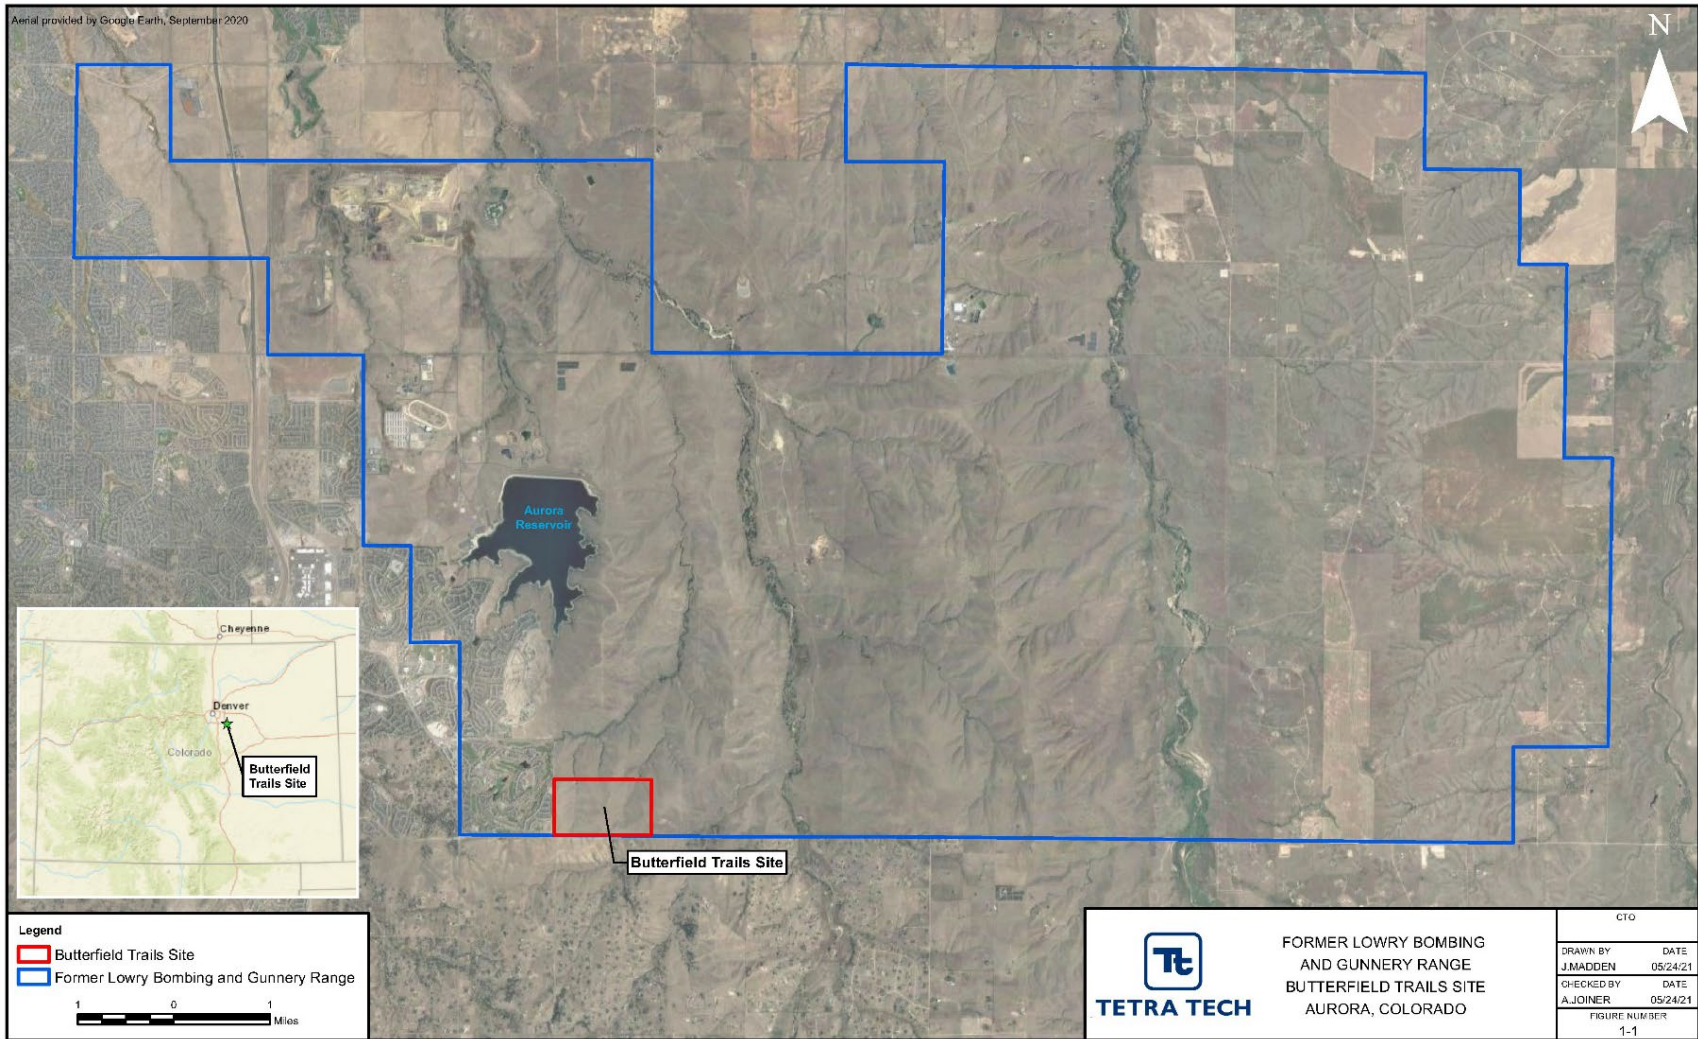 Aerial provided by Google Earth, September 2020
N
Aurora
Reservoir
Cheyenne
Denver
Colorado
Butterfield
Trails Site
Butterfield Trails Site
Legend
Butterfield Trails Site
Former Lowry Bombing and Gunnery Range
1 0 1
Miles
Tt
TETRA TECH
FORMER LOWRY BOMBING
AND GUNNERY RANGE
BUTTERFIELD TRAILS SITE
AURORA, COLORADO
CTO
DRAWN BY DATE
J.MADDEN 05/24/21
CHECKED BY DATE
A.JOINER 05/24/21
FIGURE NUMBER
1-1